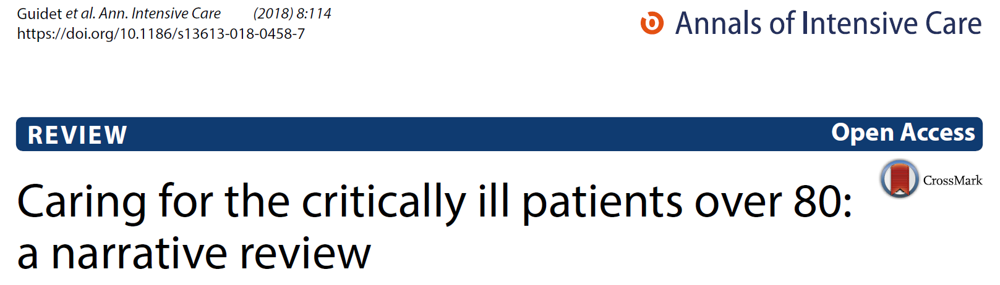 Guidet et al. Ann. Intensive Care (2018) 8:114
https://doi.org/10.1186/s13613-018-0458-7
Annals of Intensive Care
REVIEW
Open Access
CrossMark
Caring for the critically ill patients over 80:
a narrative review